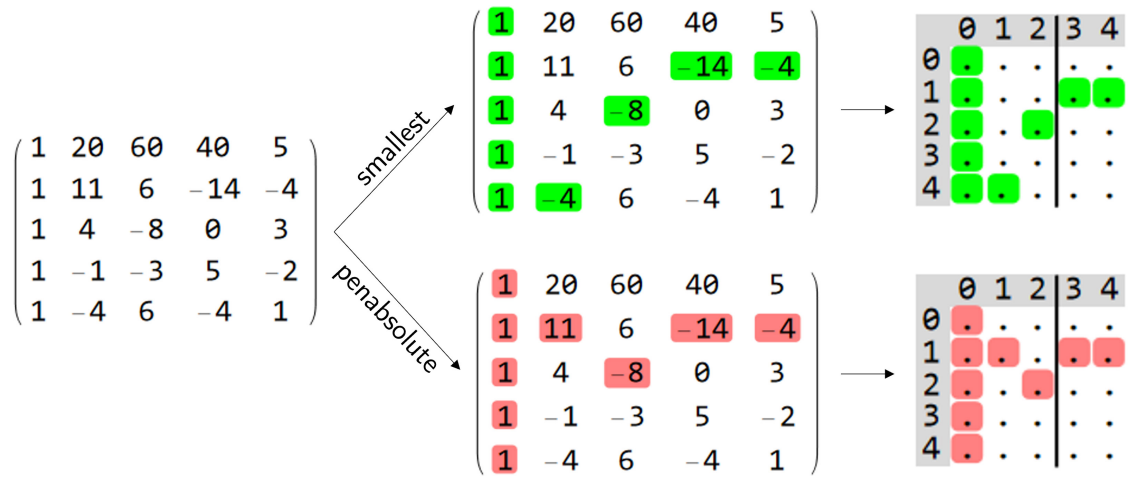 1 20 60 40 5
1 11 6 -14 -4
1 4 -8 0 3
1 -1 -3 5 -2
1 -4 6 -4 1
smallest
penabsolute
1 20 60 40 5
1 11 6 -14 -4
1 4 -8 0 3
1 -1 -3 5 -2
1 -4 6 -4 1
0 1 2 3 4
0 . . . . .
1 . . . . .
2 . . . . .
3 . . . . .
4 . . . . .
1 20 60 40 5
1 11 6 -14 -4
1 4 -8 0 3
1 -1 -3 5 -2
1 -4 6 -4 1
0 1 2 3 4
0 . . . . .
1 . . . . .
2 . . . . .
3 . . . . .
4 . . . . .